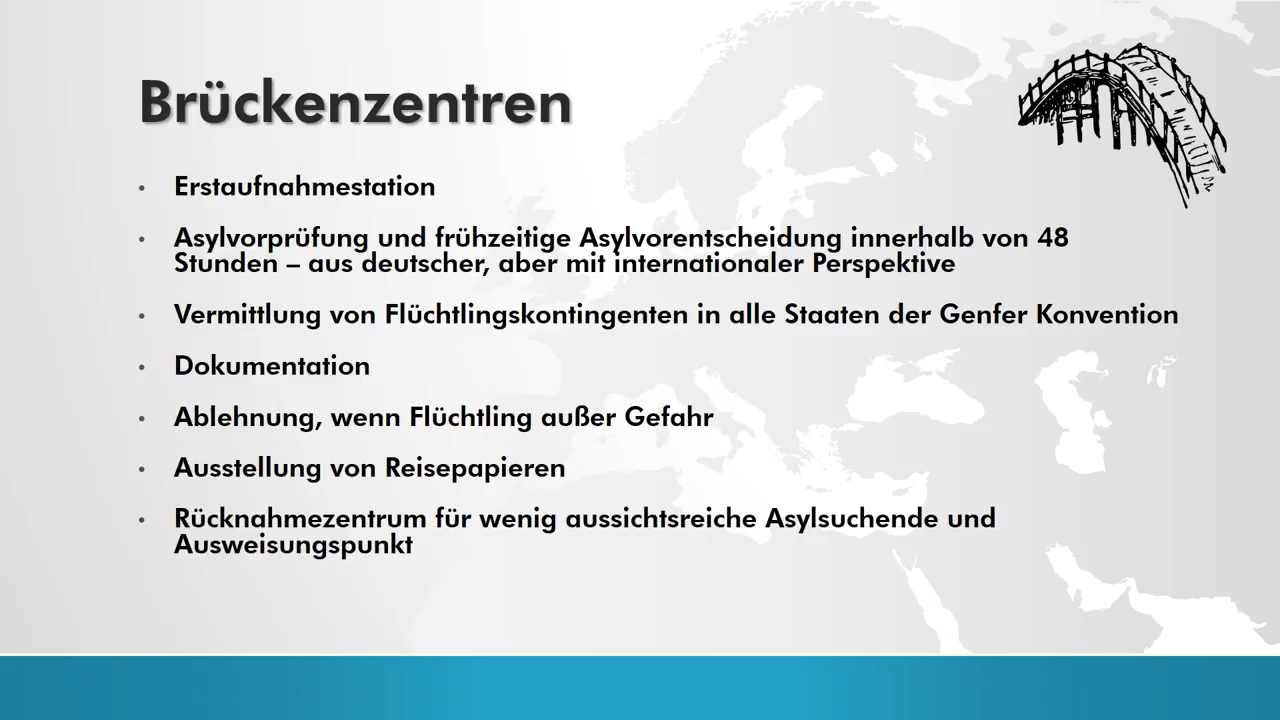 Brückenzentren
• Erstaufnahmestation
• Asylvorprüfung und frühzeitige Asylvorentscheidung innerhalb von 48
Stunden – aus deutscher, aber mit internationaler Perspektive
• Vermittlung von Flüchtlingskontingenten in alle Staaten der Genfer Konvention
• Dokumentation
• Ablehnung, wenn Flüchtling außer Gefahr
• Ausstellung von Reisepapieren
• Rücknahmezentrum für wenig aussichtsreiche Asylsuchende und
Ausweisungspunkt